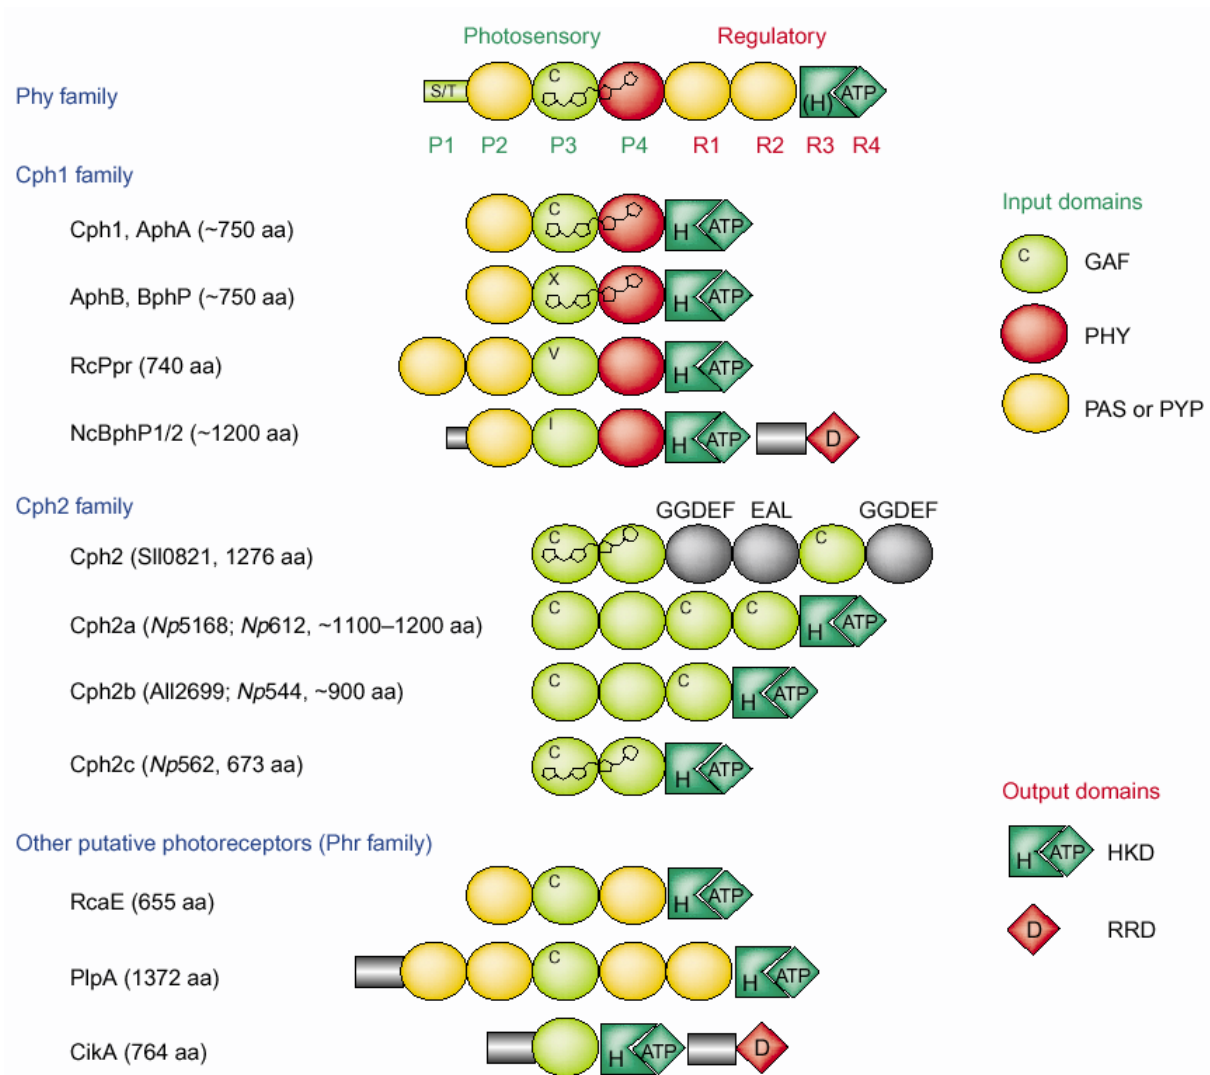 Photosensory Regulatory
Phy family
S/T C (H) ATP
P1 P2 P3 P4 R1 R2 R3 R4
Cph1 family
Cph1, AphA (~750 aa) C H ATP
AphB, BphP (~750 aa) X H ATP
RcPpr (740 aa) V H ATP
NcBphP1/2 (~1200 aa) I H ATP D
Input domains
C GAF
PHY
PAS or PYP
Cph2 family
GGDEF EAL GGDEF
Cph2 (Sll0821, 1276 aa) C C
Cph2a (Np5168; Np612, ~1100–1200 aa) C C C H ATP
Cph2b (All2699; Np544, ~900 aa) C C H ATP
Cph2c (Np562, 673 aa) C H ATP
Output domains
H ATP HKD
D RRD
Other putative photoreceptors (Phr family)
RcaE (655 aa) C H ATP
PlpA (1372 aa) C H ATP
CikA (764 aa) H ATP D